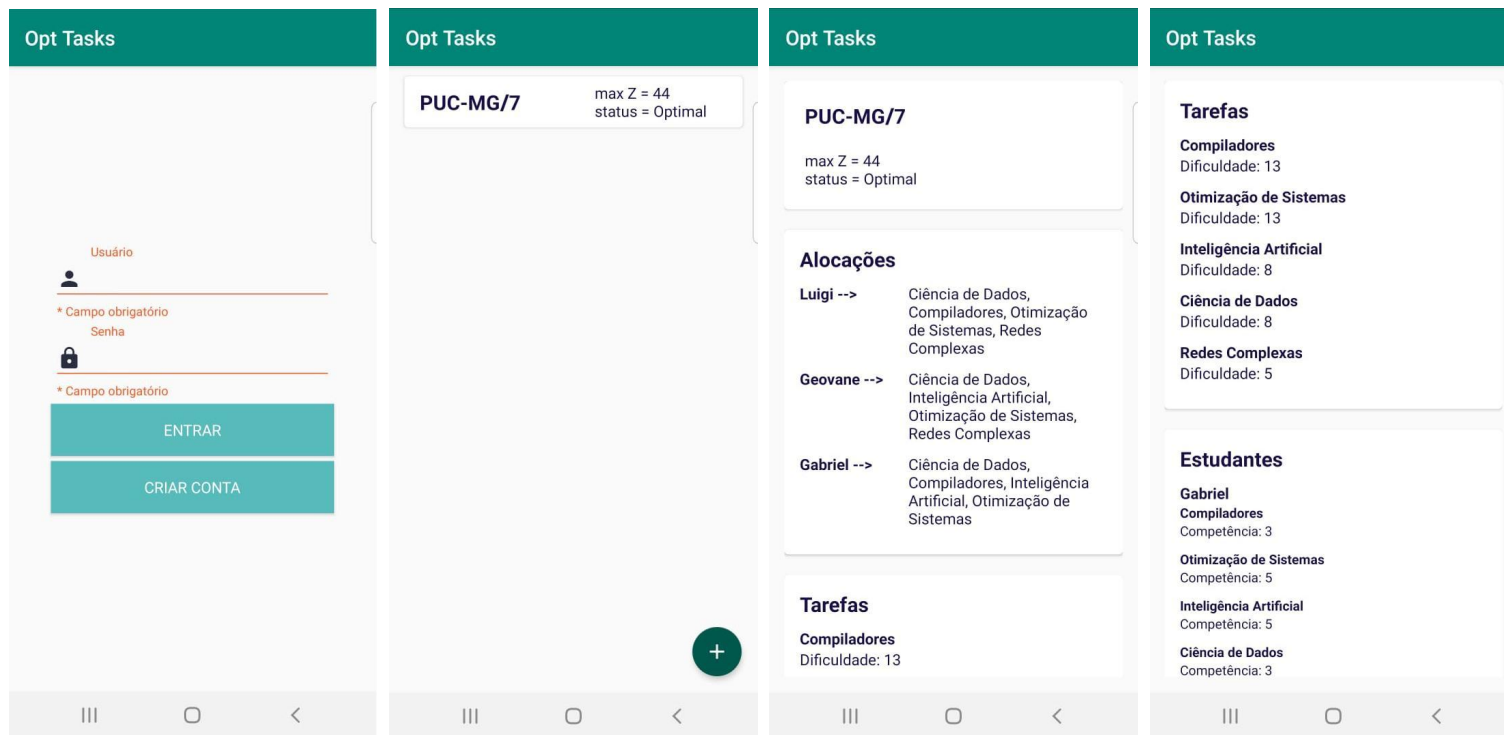 Opt Tasks
Usuário
* Campo obrigatório
Senha
* Campo obrigatório
ENTRAR
CRIAR CONTA
Opt Tasks
PUC-MG/7
max Z = 44
status = Optimal
+
Opt Tasks
PUC-MG/7
max Z = 44
status = Optimal
Alocações
Luigi --> Ciência de Dados,
Compiladores, Otimização
de Sistemas, Redes
Complexas
Geovane --> Ciência de Dados,
Inteligência Artificial,
Otimização de Sistemas,
Redes Complexas
Gabriel --> Ciência de Dados,
Compiladores, Inteligência
Artificial, Otimização de
Sistemas
Tarefas
Compiladores
Dificuldade: 13
Opt Tasks
Tarefas
Compiladores
Dificuldade: 13
Otimização de Sistemas
Dificuldade: 13
Inteligência Artificial
Dificuldade: 8
Ciência de Dados
Dificuldade: 8
Redes Complexas
Dificuldade: 5
Estudantes
Gabriel
Compiladores
Competência: 3
Otimização de Sistemas
Competência: 5
Inteligência Artificial
Competência: 5
Ciência de Dados
Competência: 3